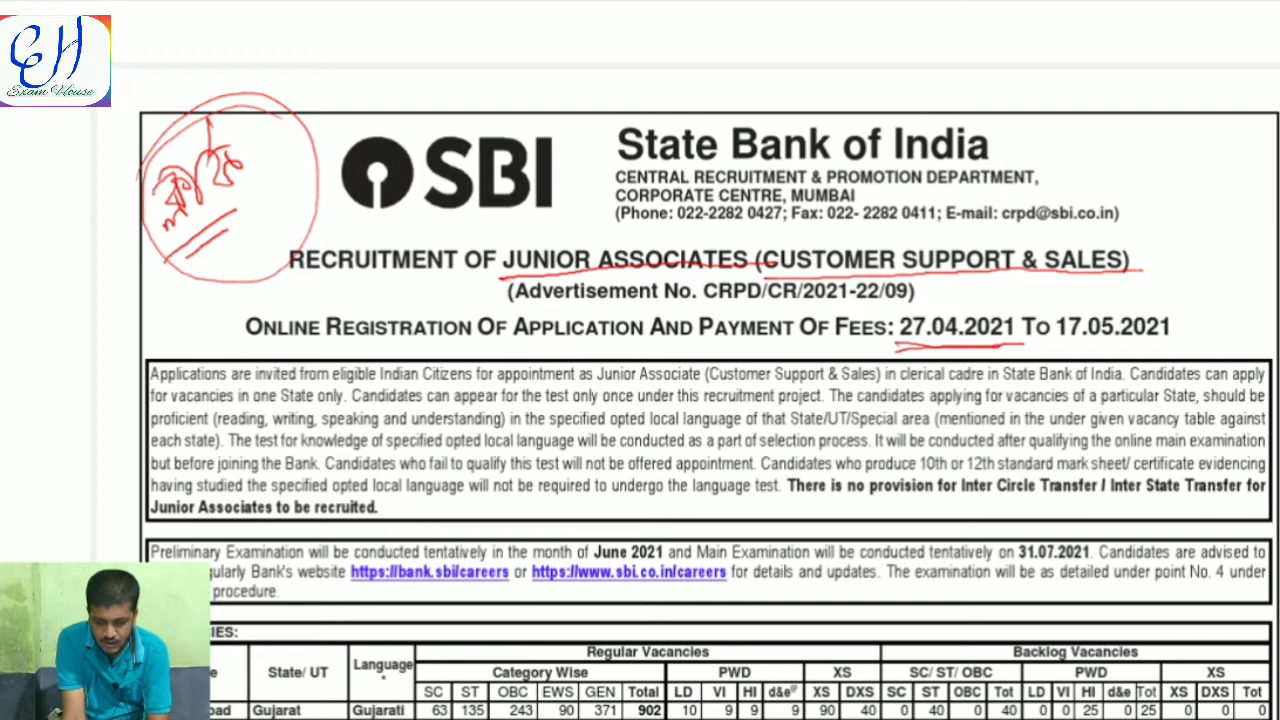 CH
Exam House
SBI
State Bank of India
CENTRAL RECRUITMENT & PROMOTION DEPARTMENT,
CORPORATE CENTRE, MUMBAI
(Phone: 022-2282 0427; Fax: 022- 2282 0411; E-mail: crpd@sbi.co.in)
RECRUITMENT OF JUNIOR ASSOCIATES (CUSTOMER SUPPORT & SALES)
(Advertisement No. CRPD/CR/2021-22/09)
ONLINE REGISTRATION OF APPLICATION AND PAYMENT OF FEES: 27.04.2021 TO 17.05.2021
Applications are invited from eligible Indian Citizens for appointment as Junior Associate (Customer Support & Sales) in clerical cadre in State Bank of India. Candidates can apply
for vacancies in one State only. Candidates can appear for the test only once under this recruitment project. The candidates applying for vacancies of a particular State, should be
proficient (reading, writing, speaking and understanding) in the specified opted local language of that State/UT/Special area (mentioned in the under given vacancy table against
each state). The test for knowledge of specified opted local language will be conducted as a part of selection process. It will be conducted after qualifying the online main examination
but before joining the Bank. Candidates who fail to qualify this test will not be offered appointment. Candidates who produce 10th or 12th standard mark sheet/ certificate evidencing
having studied the specified opted local language will not be required to undergo the language test. There is no provision for Inter Circle Transfer / Inter State Transfer for
Junior Associates to be recruited.
Preliminary Examination will be conducted tentatively in the month of June 2021 and Main Examination will be conducted tentatively on 31.07.2021. Candidates are advised to
gularly Bank's website https://bank.sbi/careers or https://www.sbi.co.in/careers for details and updates. The examination will be as detailed under point No. 4 under
procedure.
IES:
Regular Vacancies Backlog Vacancies
e State/ UT Language * Category Wise PWD XS SC/ ST/ OBC PWD XS
SC ST OBC EWS GEN Total LD VI HI d&e# XS DXS SC ST OBC Tot LD VI HI d&e Tot XS DXS Tot
bad Gujarat Gujarati 63 135 243 90 371 902 10 9 9 9 90 40 0 40 0 40 0 0 25 0 25 0 0 0